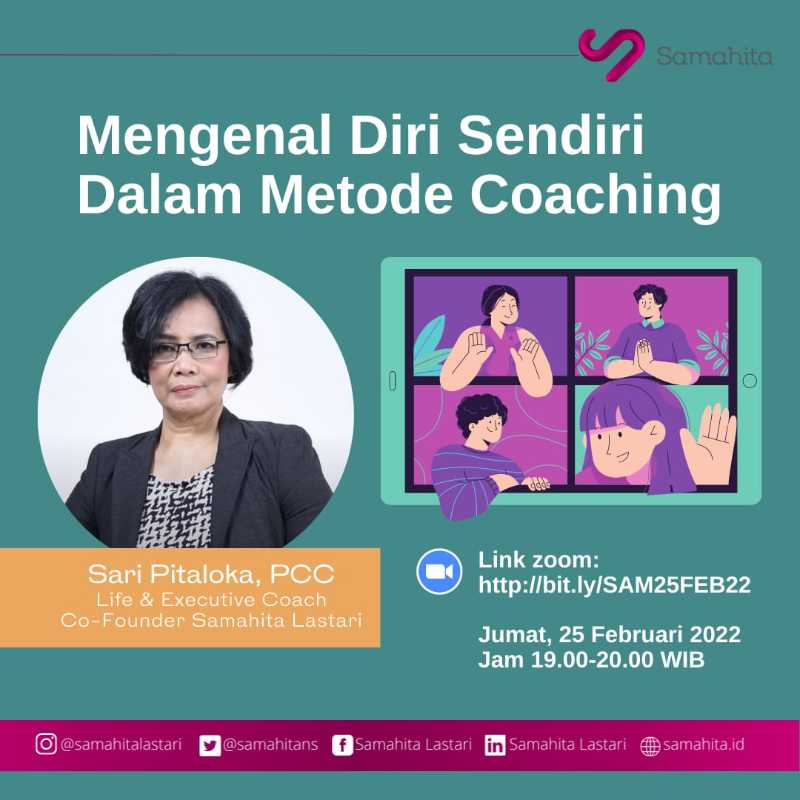 Samahita
Mengenal Diri Sendiri
Dalam Metode Coaching
Sari Pitaloka, PCC
Life & Executive Coach
Co-Founder Samahita Lastari
Link zoom:
http://bit.ly/SAM25FEB22
Jumat, 25 Februari 2022
Jam 19.00-20.00 WIB
@samahitalastari @samahitans Samahita Lastari Samahita Lastari samahita.id